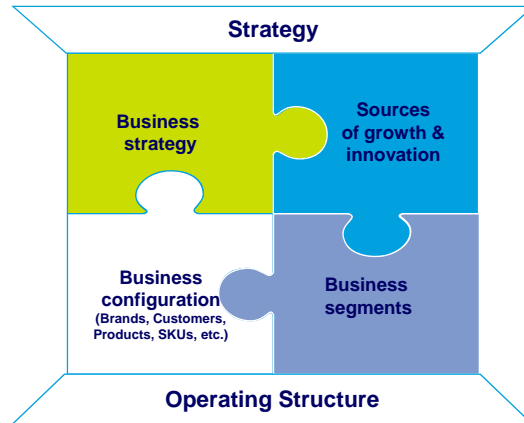 Strategy
Business
strategy
Sources
of growth &
innovation
Business
configuration
(Brands, Customers,
Products, SKUs, etc.)
Business
segments
Operating Structure